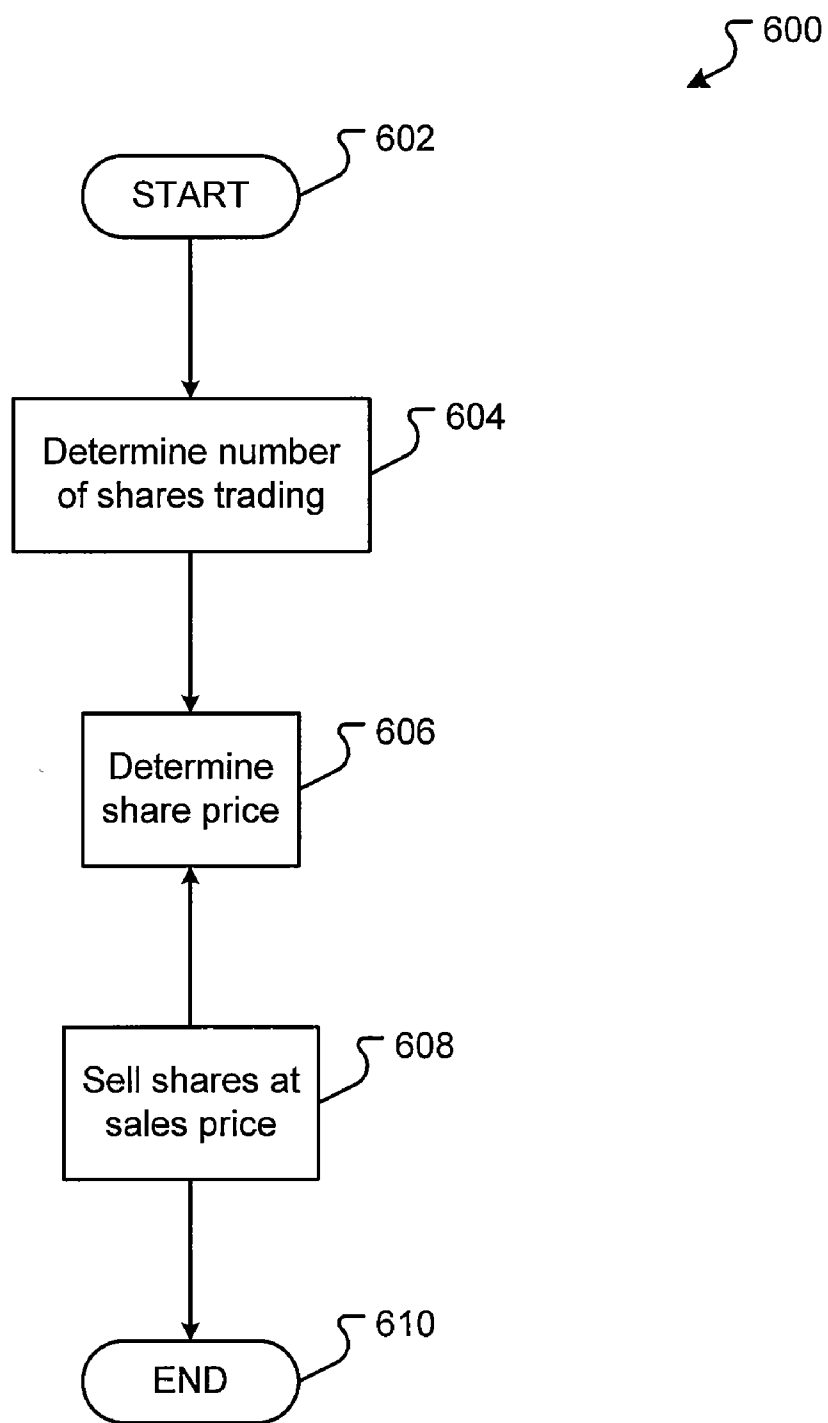 600
602
START
604
Determine number
of shares trading
606
Determine
share price
608
Sell shares at
sales price
610
END